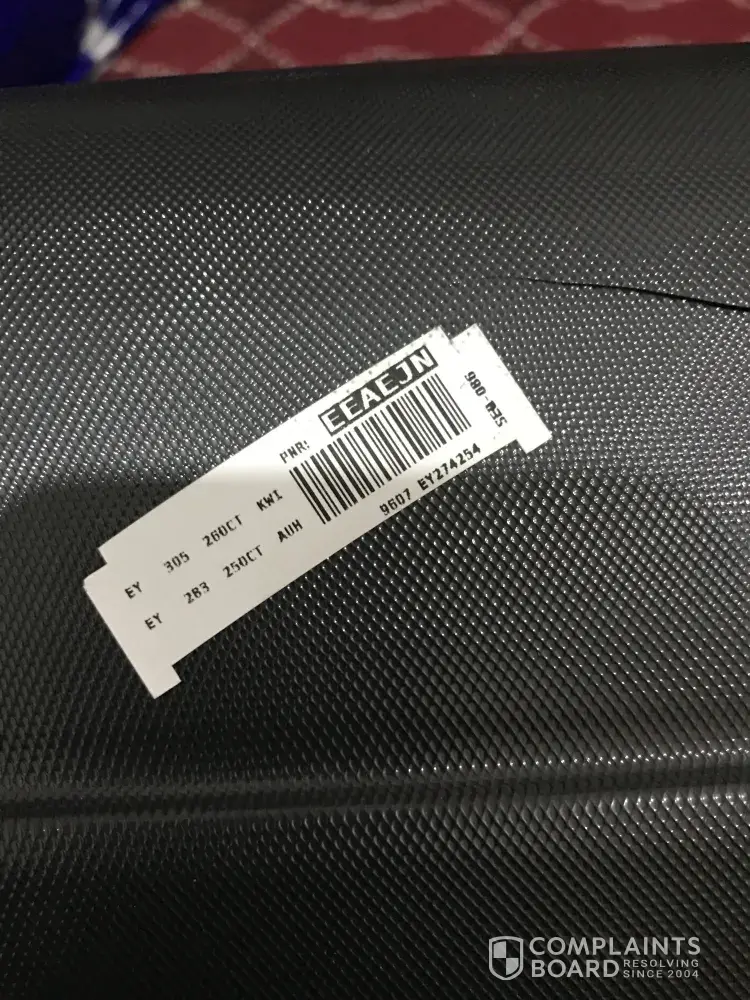 PNR: EEAEJN
SEQ-086
EY 305 26OCT KWI
EY 283 25OCT AUH
9607 EY274254
COMPLAINTS
BOARD RESOLVING
SINCE 2004